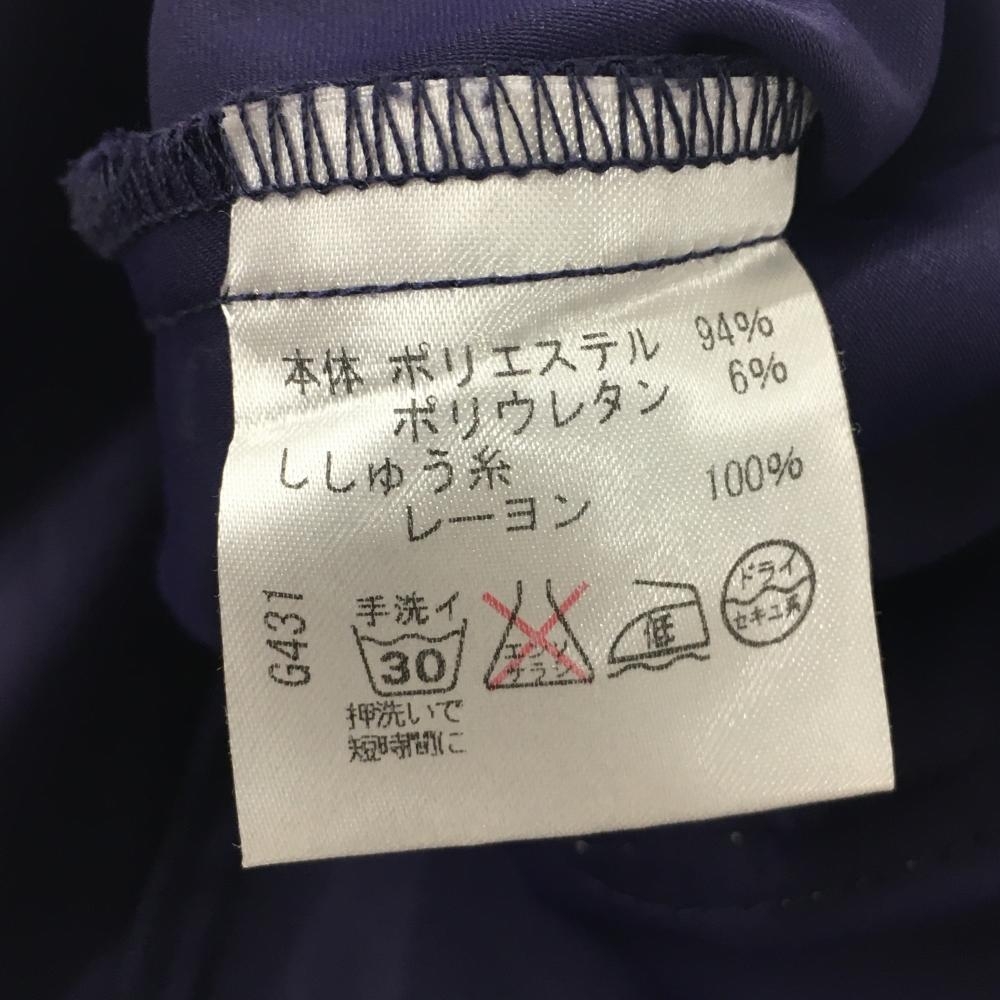 本体 ポリエステル 94%
ポリウレタン 6%
ししゅう糸
レーヨン 100%
G431
手洗イ
30
押洗いで
短時間に
エンソ
サラシ
低
ドライ
セキユ系